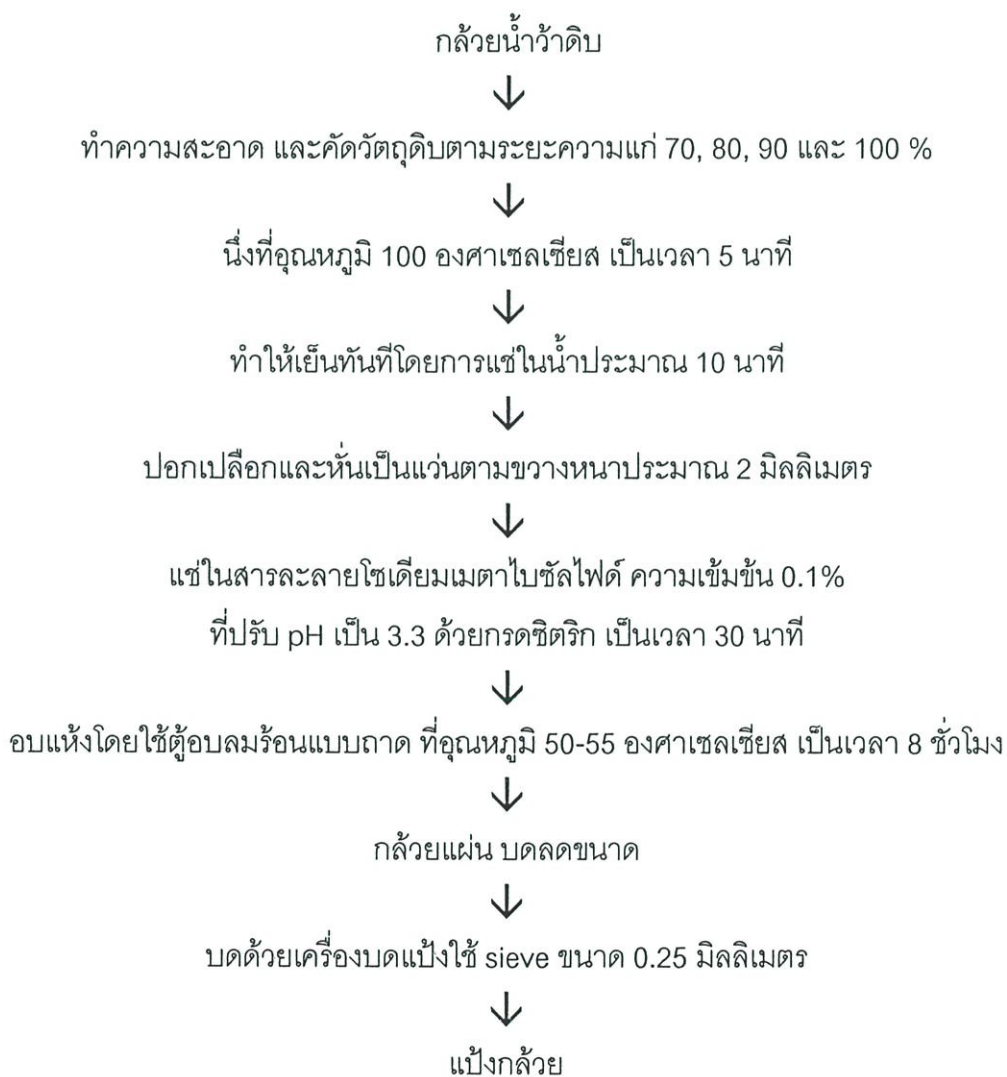 กล้วยน้ำว้าดิบ
ทำความสะอาด และคัดวัตถุดิบตามระยะความแก่ 70, 80, 90 และ 100 %
นึ่งที่อุณหภูมิ 100 องศาเซลเซียส เป็นเวลา 5 นาที
ทำให้เย็นทันทีโดยการแช่ในน้ำประมาณ 10 นาที
ปอกเปลือกและหั่นเป็นแว่นตามขวางหนาประมาณ 2 มิลลิเมตร
แช่ในสารละลายโซเดียมเมตาไบซัลไฟด์ ความเข้มข้น 0.1%
ที่ปรับ pH เป็น 3.3 ด้วยกรดซิตริก เป็นเวลา 30 นาที
อบแห้งโดยใช้ตู้อบลมร้อนแบบถาด ที่อุณหภูมิ 50-55 องศาเซลเซียส เป็นเวลา 8 ชั่วโมง
กล้วยแผ่น บดลดขนาด
บดด้วยเครื่องบดแป้งใช้ sieve ขนาด 0.25 มิลลิเมตร
แป้งกล้วย